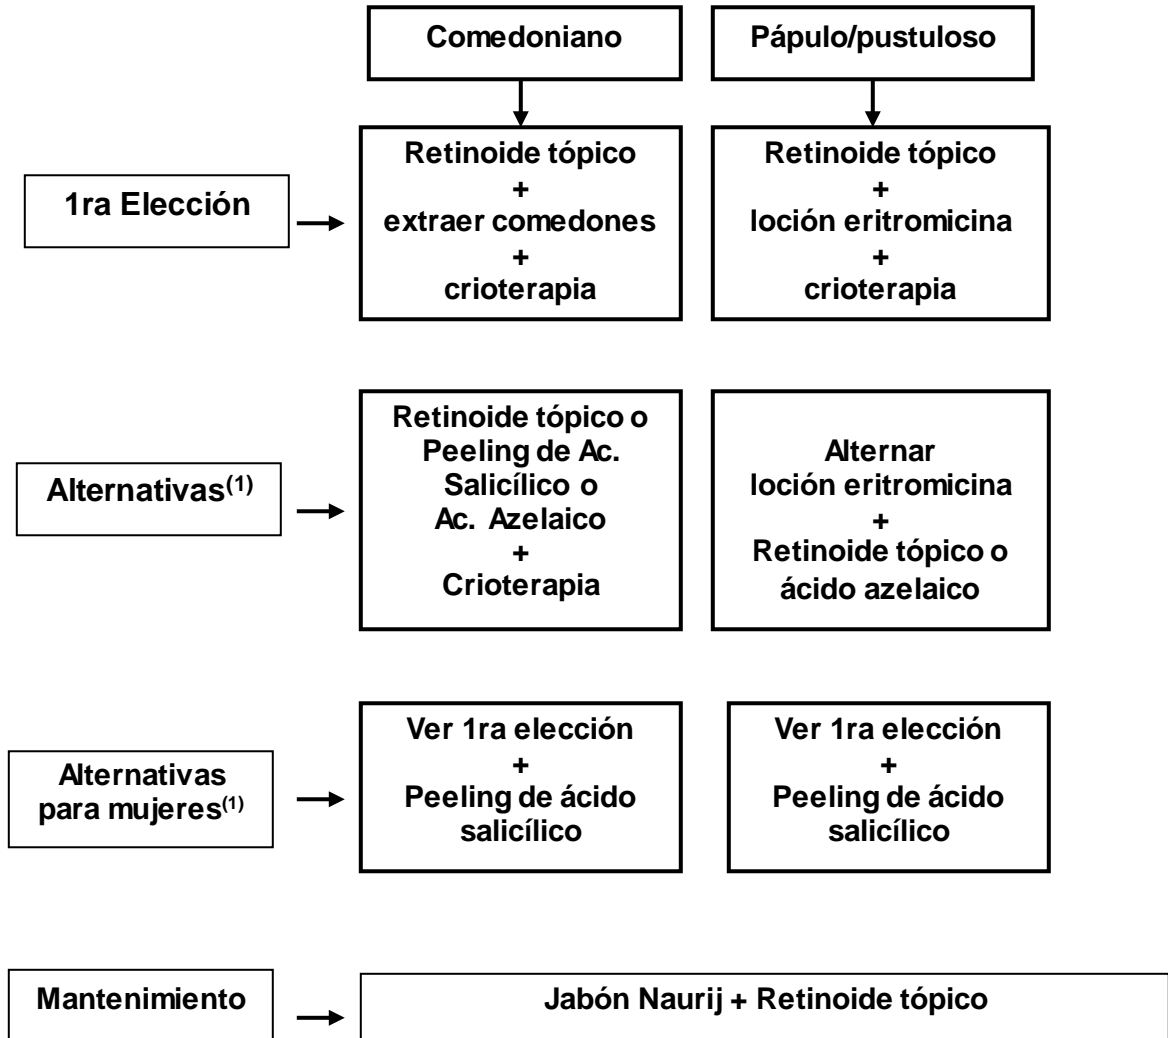 Comedoniano
Pápulo/pustuloso
1ra Elección
Retinoide tópico
+
extraer comedones
+
crioterapia
Retinoide tópico
+
loción eritromicina
+
crioterapia
Alternativas(1)
Retinoide tópico o
Peeling de Ac.
Salicílico o
Ac. Azelaico
+
Crioterapia
Alternar
loción eritromicina
+
Retinoide tópico o
ácido azelaico
Alternativas
para mujeres(1)
Ver 1ra elección
+
Peeling de ácido
salicílico
Ver 1ra elección
+
Peeling de ácido
salicílico
Mantenimiento
Jabón Naurij + Retinoide tópico